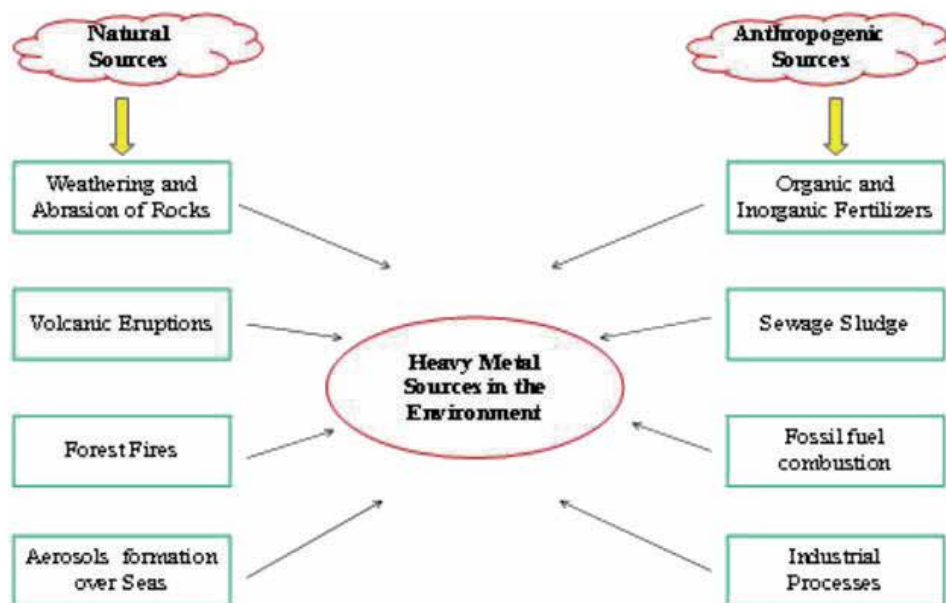 Natural
Sources
Anthropogenic
Sources
Weathering and
Abrasion of Rocks
Organic and
Inorganic Fertilizers
Volcanic Eruptions
Sewage Sludge
Heavy Metal
Sources in the
Environment
Forest Fires
Fossil fuel
combustion
Aerosols formation
over Seas
Industrial
Processes